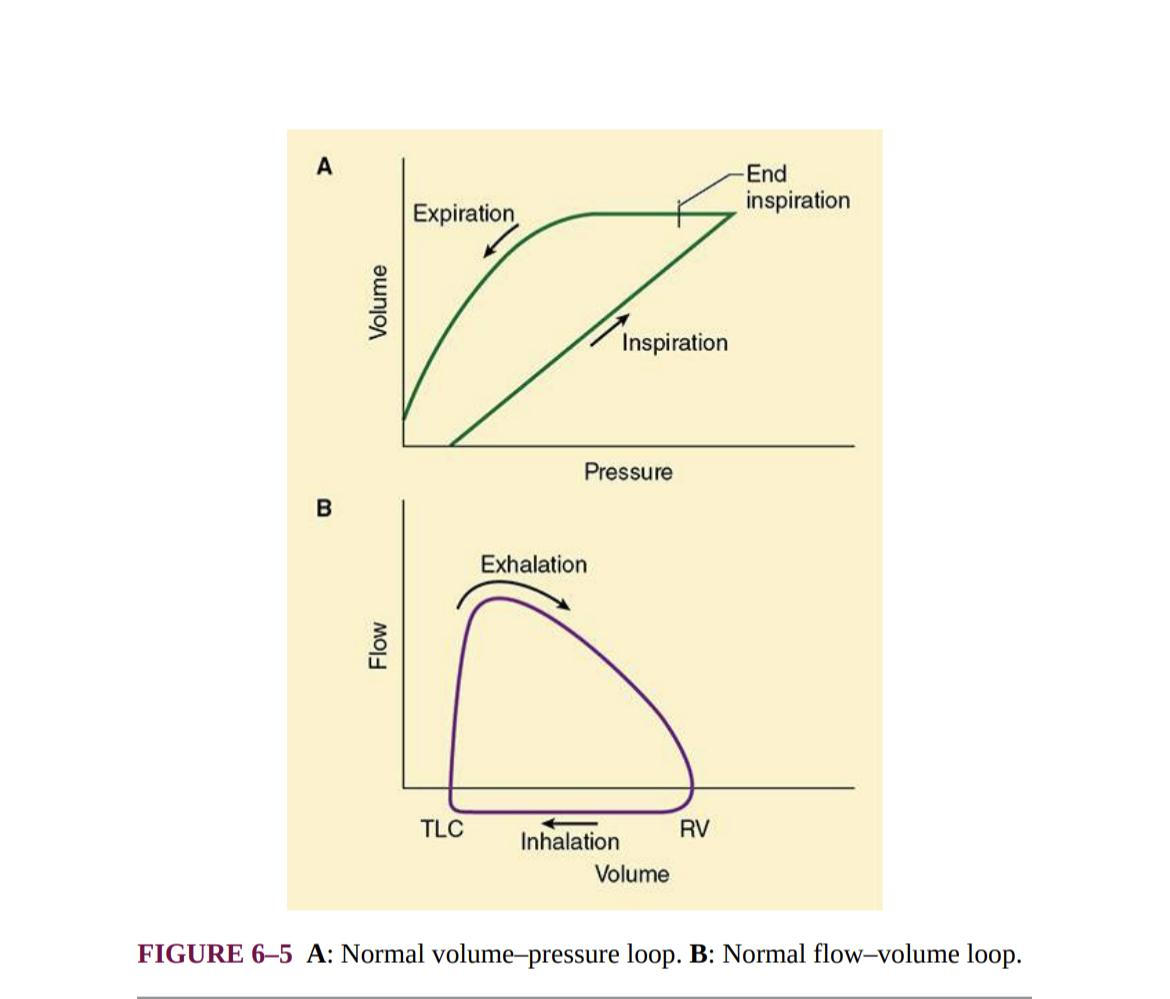 A
End
inspiration
Expiration
Volume
Inspiration
Pressure
B
Exhalation
Flow
TLC
RV
Inhalation
Volume
FIGURE 6–5 A: Normal volume–pressure loop. B: Normal flow–volume loop.